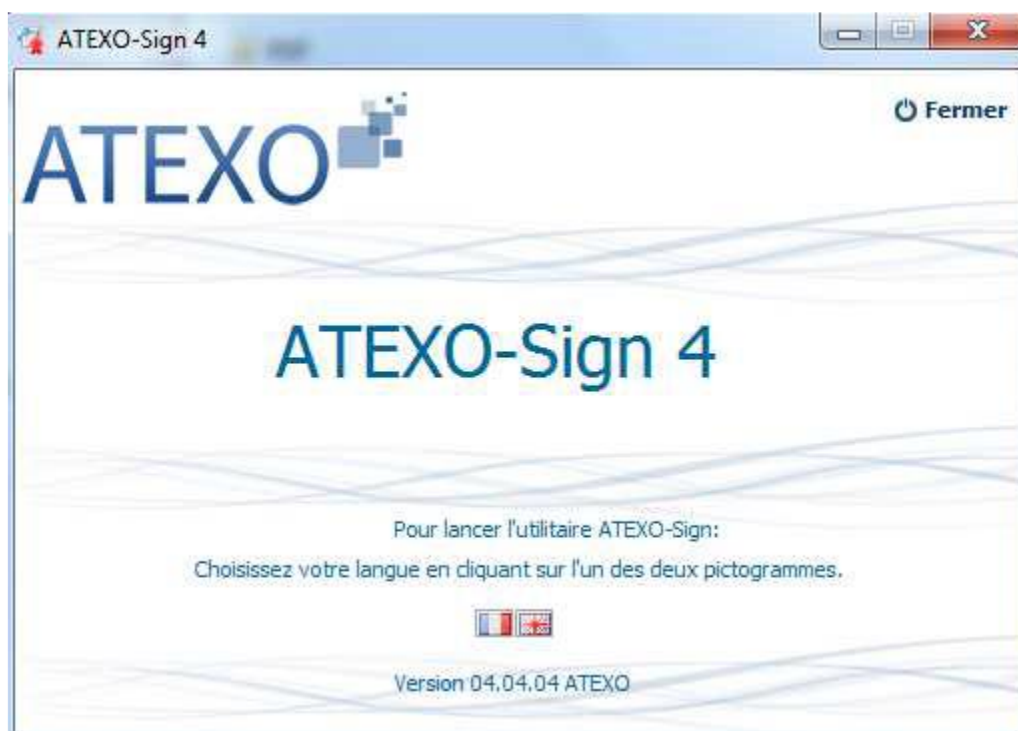 ATEXO-Sign 4
Fermer
ATEXO
ATEXO-Sign 4
Pour lancer l'utilitaire ATEXO-Sign:
Choisissez votre langue en cliquant sur l'un des deux pictogrammes.
Version 04.04.04 ATEXO